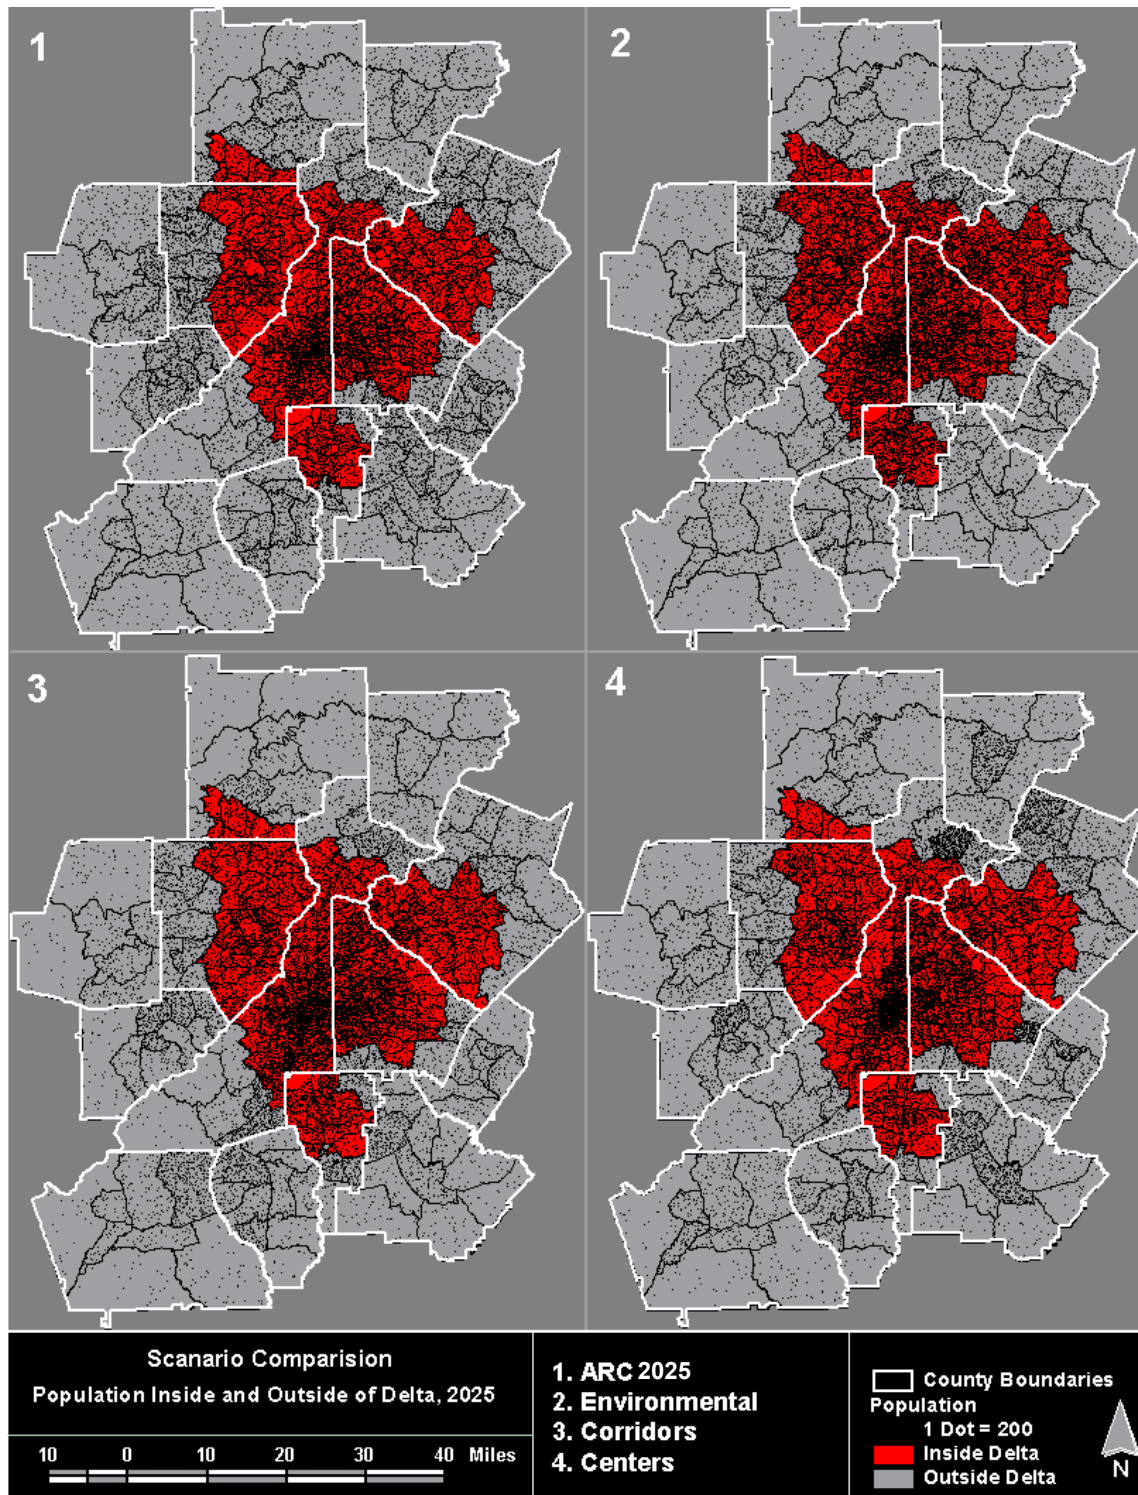 1
2
3
4
Scanario Comparision
Population Inside and Outside of Delta, 2025
10 0 10 20 30 40 Miles
1. ARC 2025
2. Environmental
3. Corridors
4. Centers
County Boundaries
Population
1 Dot = 200
Inside Delta
Outside Delta
N